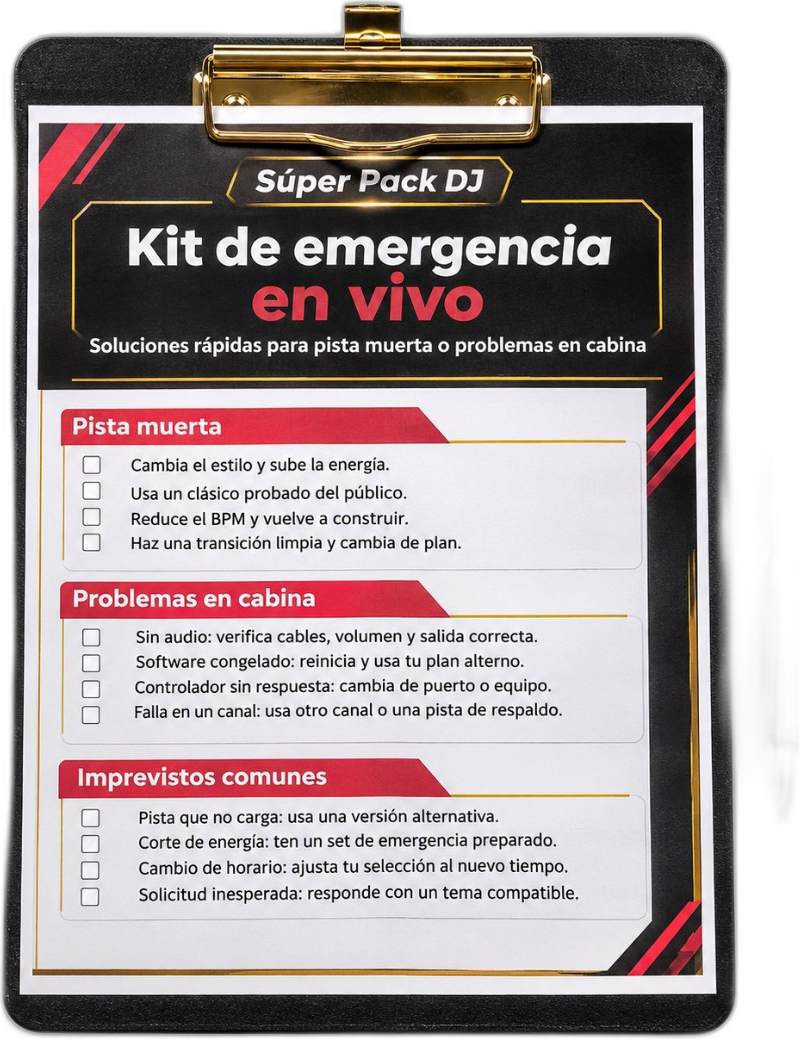 Súper Pack DJ
Kit de emergencia
en vivo
Soluciones rápidas para pista muerta o problemas en cabina
Pista muerta
Cambia el estilo y sube la energía.
Usa un clásico probado del público.
Reduce el BPM y vuelve a construir.
Haz una transición limpia y cambia de plan.
Problemas en cabina
Sin audio: verifica cables, volumen y salida correcta.
Software congelado: reinicia y usa tu plan alterno.
Controlador sin respuesta: cambia de puerto o equipo.
Falla en un canal: usa otro canal o una pista de respaldo.
Imprevistos comunes
Pista que no carga: usa una versión alternativa.
Corte de energía: ten un set de emergencia preparado.
Cambio de horario: ajusta tu selección al nuevo tiempo.
Solicitud inesperada: responde con un tema compatible.